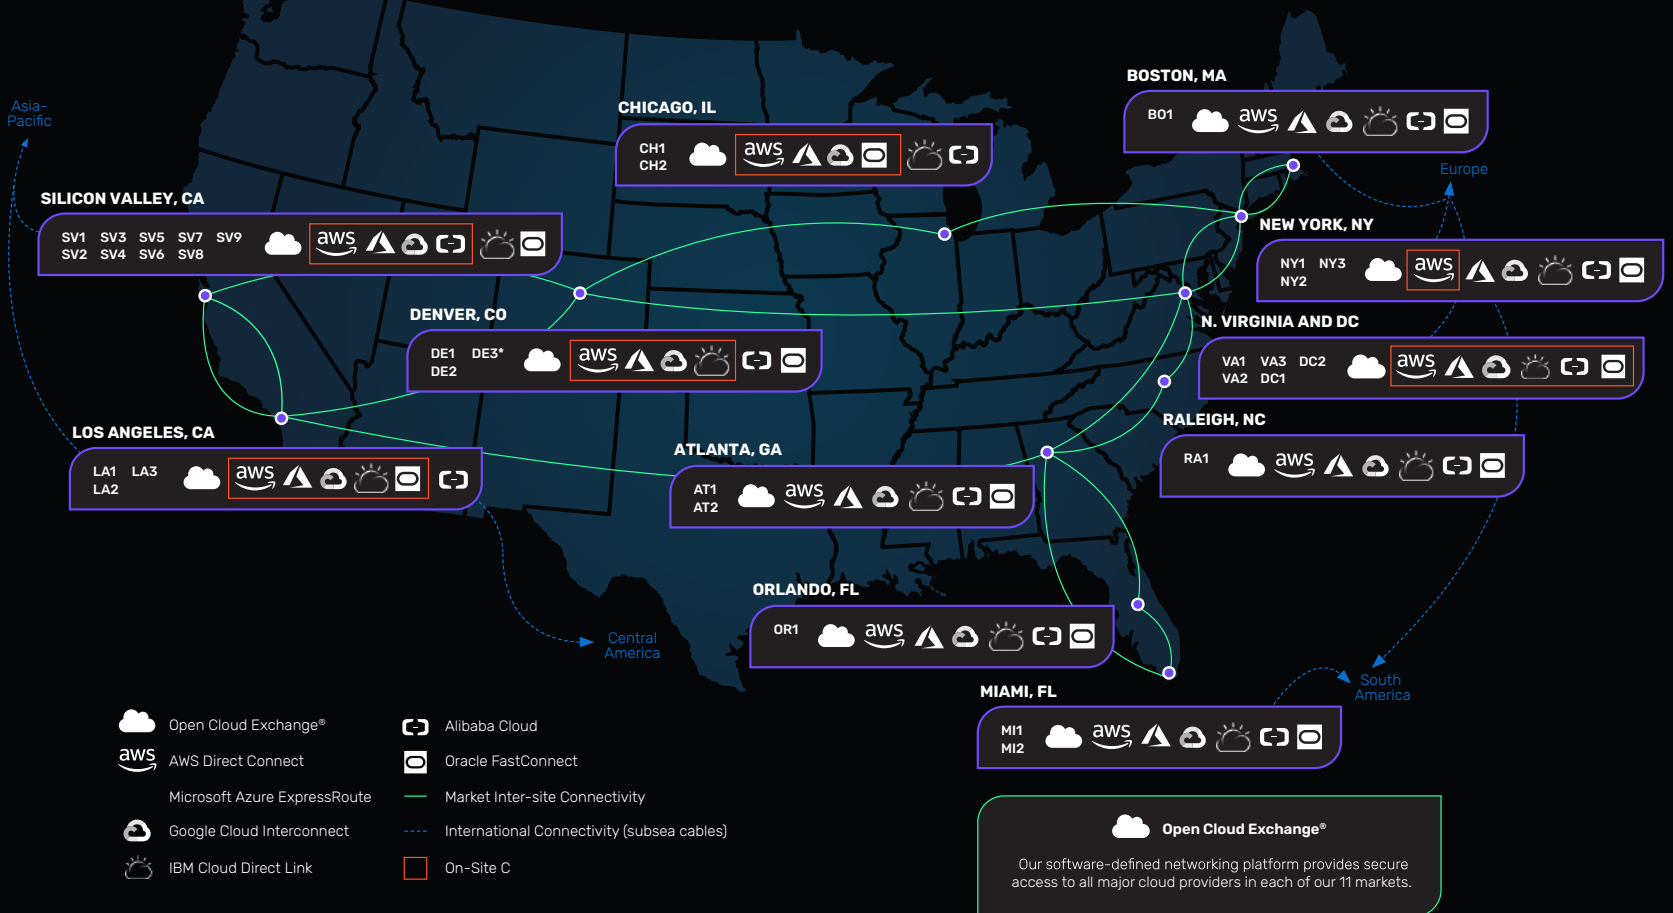 BOSTON, MA
BO1 aws
CHICAGO, IL
CH1 aws
CH2
Asia-
Pacific
Europe
SILICON VALLEY, CA
SV1 SV3 SV5 SV7 SV9 aws
SV2 SV4 SV6 SV8
NEW YORK, NY
NY1 NY3 aws
NY2
DENVER, CO
DE1 DE3* aws
DE2
N. VIRGINIA AND DC
VA1 VA3 DC2 aws
VA2 DC1
LOS ANGELES, CA
LA1 LA3 aws
LA2
RALEIGH, NC
RA1 aws
ATLANTA, GA
AT1 aws
AT2
ORLANDO, FL
OR1 aws
Central
America
South
America
MIAMI, FL
MI1 aws
MI2
Open Cloud Exchange®
aws AWS Direct Connect
Microsoft Azure ExpressRoute
Google Cloud Interconnect
IBM Cloud Direct Link
Alibaba Cloud
Oracle FastConnect
Market Inter-site Connectivity
International Connectivity (subsea cables)
On-Site C
Open Cloud Exchange®
Our software-defined networking platform provides secure
access to all major cloud providers in each of our 11 markets.